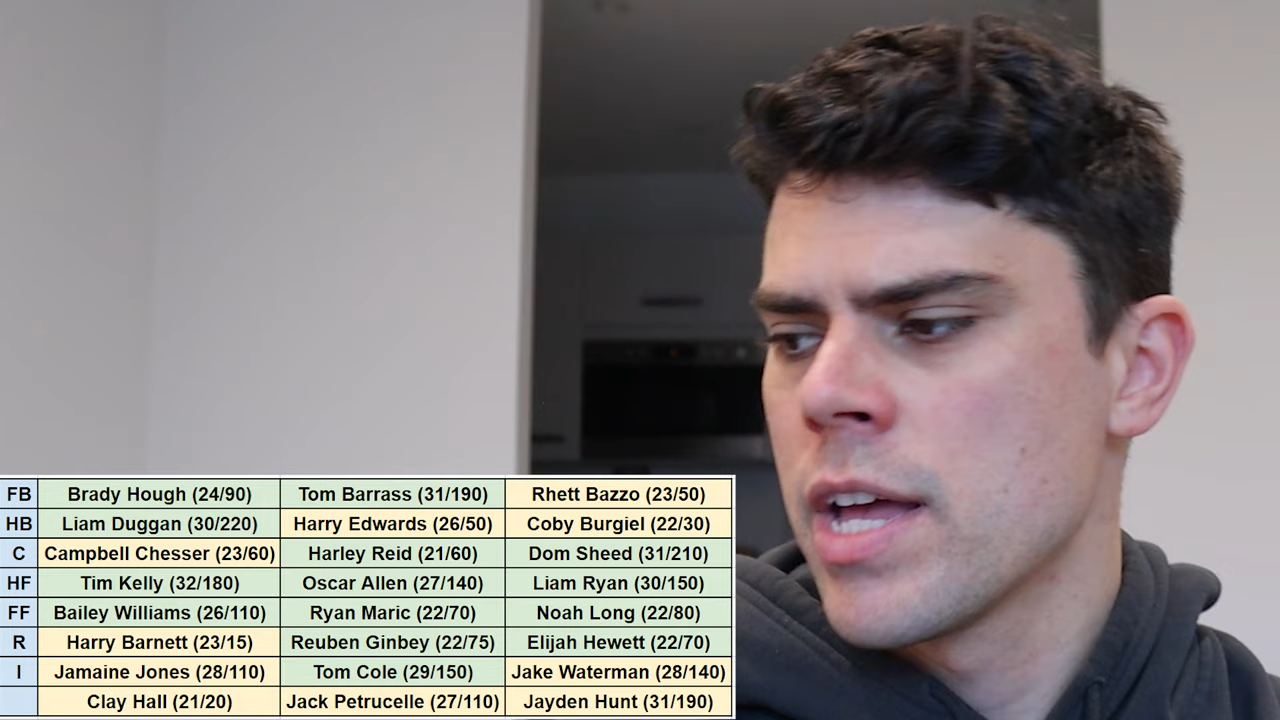 FB Brady Hough (24/90) Tom Barrass (31/190) Rhett Bazzo (23/50)
HB Liam Duggan (30/220) Harry Edwards (26/50) Coby Burgiel (22/30)
C Campbell Chesser (23/60) Harley Reid (21/60) Dom Sheed (31/210)
HF Tim Kelly (32/180) Oscar Allen (27/140) Liam Ryan (30/150)
FF Bailey Williams (26/110) Ryan Maric (22/70) Noah Long (22/80)
R Harry Barnett (23/15) Reuben Ginbey (22/75) Elijah Hewett (22/70)
I Jamaine Jones (28/110) Tom Cole (29/150) Jake Waterman (28/140)
Clay Hall (21/20) Jack Petrucelle (27/110) Jayden Hunt (31/190)